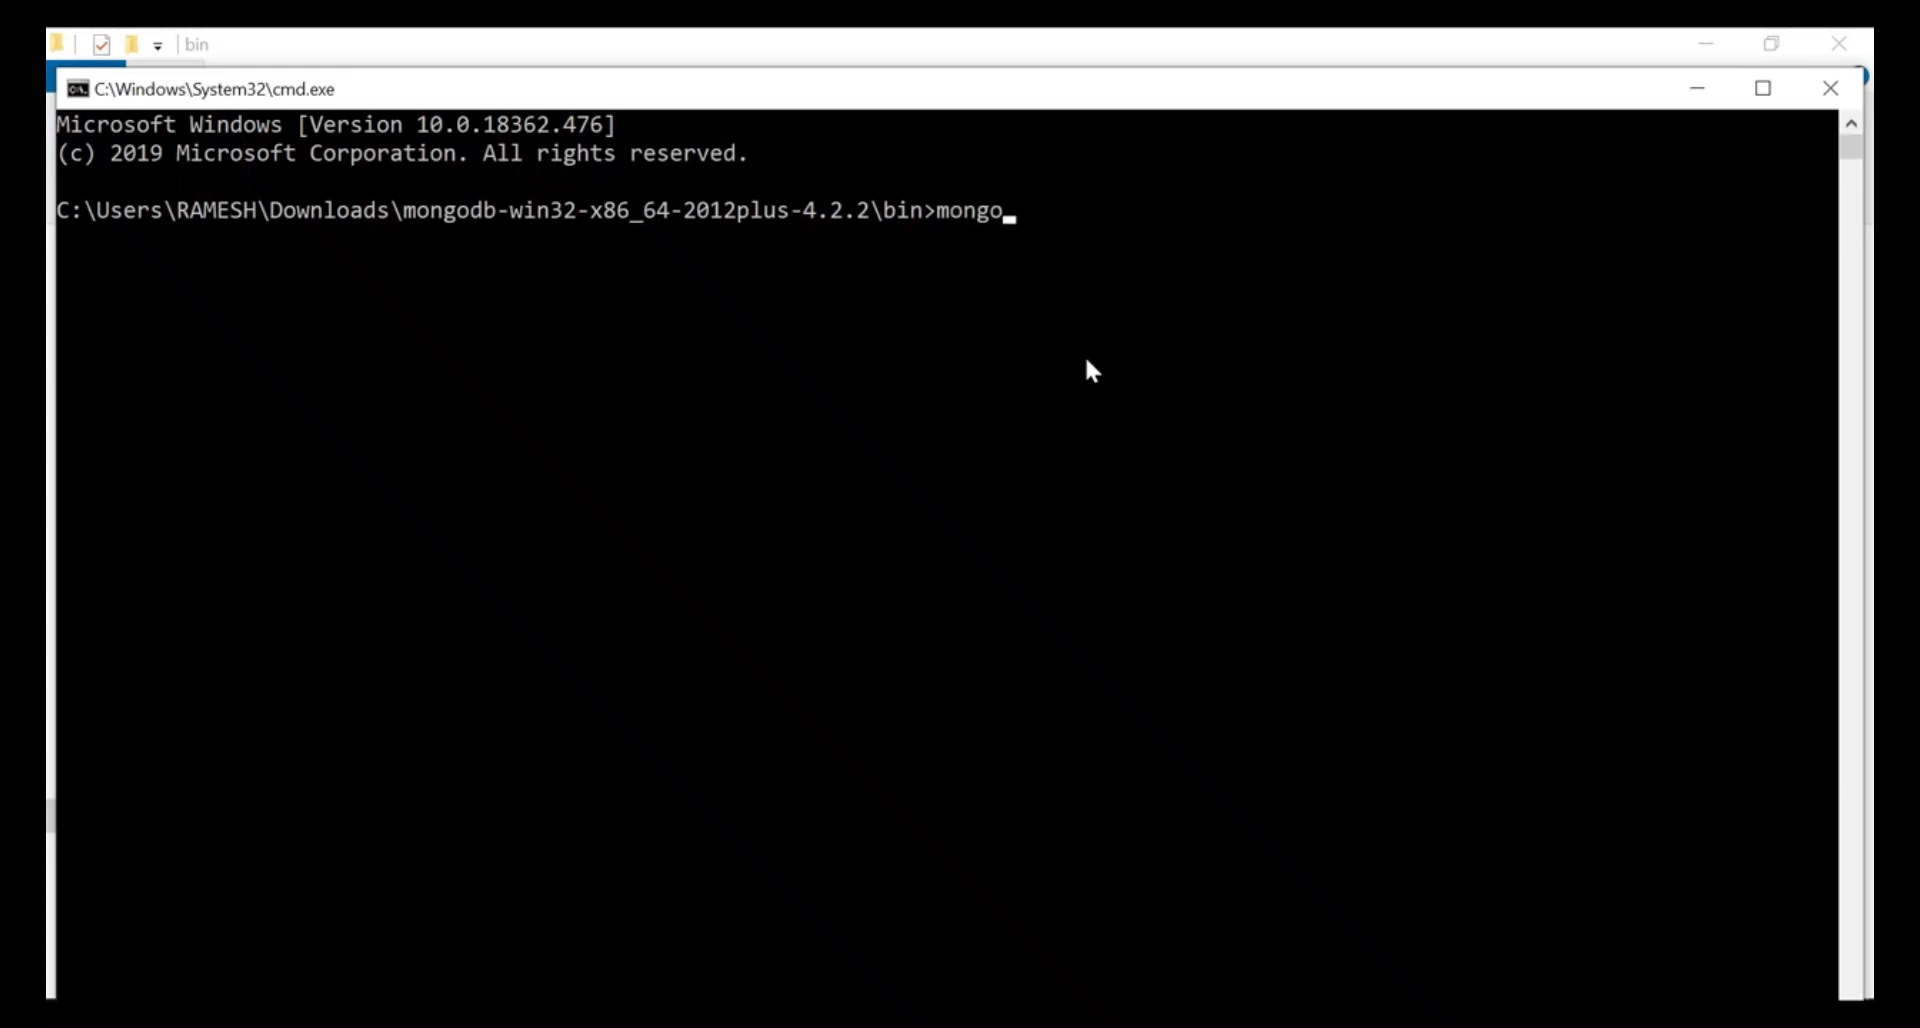 bin
C:\Windows\System32\cmd.exe
Microsoft Windows [Version 10.0.18362.476]
(c) 2019 Microsoft Corporation. All rights reserved.
C:\Users\RAMESH\Downloads\mongodb-win32-x86_64-2012plus-4.2.2\bin>mongo